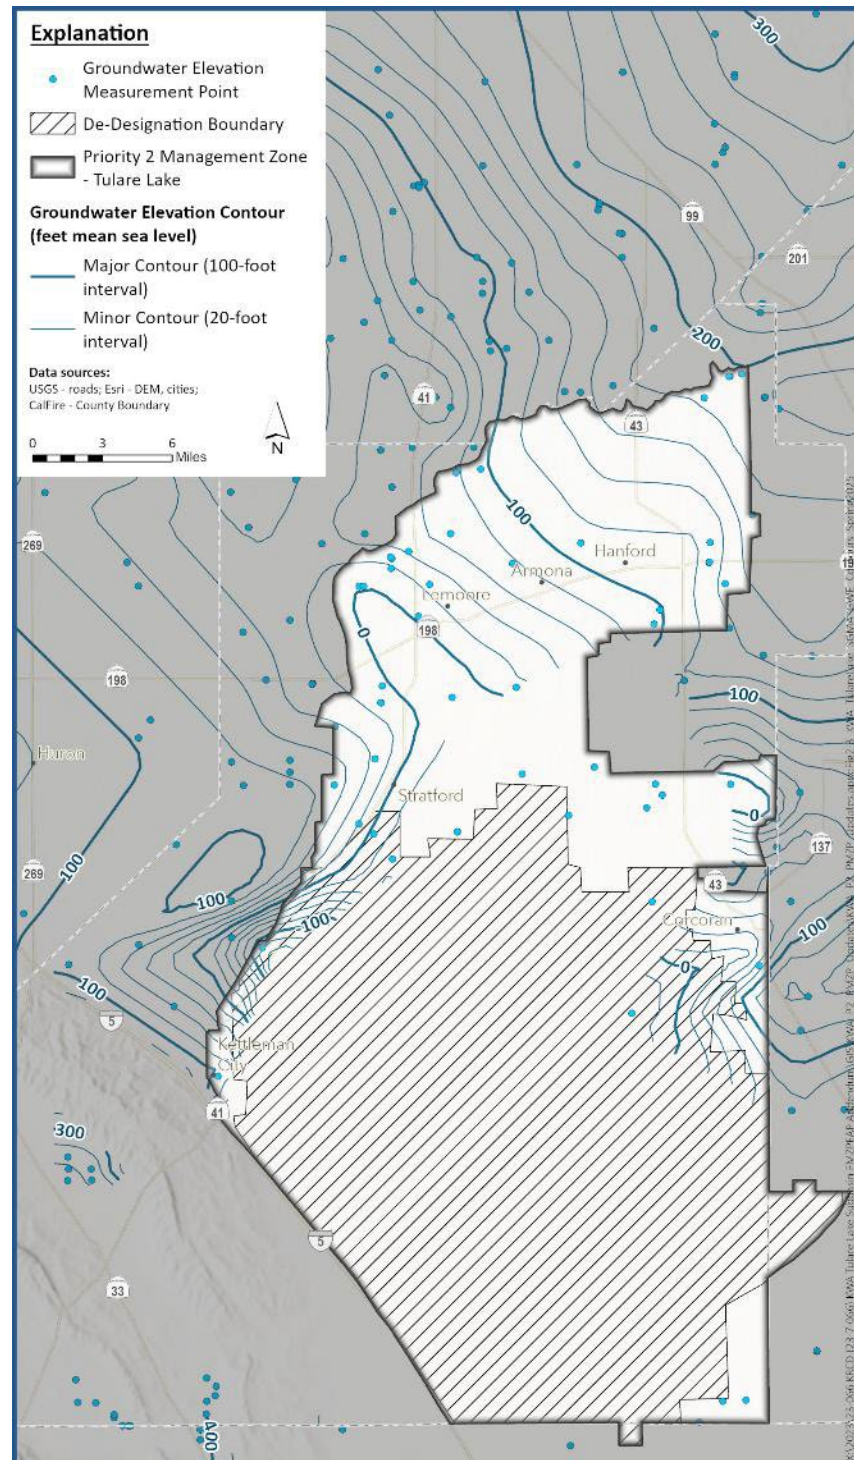 Explanation
Groundwater Elevation
Measurement Point
De-Designation Boundary
Priority 2 Management Zone
- Tulare Lake
Groundwater Elevation Contour
(feet mean sea level)
Major Contour (100-foot
interval)
Minor Contour (20-foot
interval)
Data sources:
USGS - roads; Esri - DEM, cities;
CalFire - County Boundary
0 3 6
Miles
N
300
99
201
200
41
43
269
100
Hanford
Armona
Lemoore
198
0
198
100
Huron
Stratford
0
137
269
100
100
43
-100
Corcoran
100
0
100
5
Kettleman
City
41
300
5
33
400